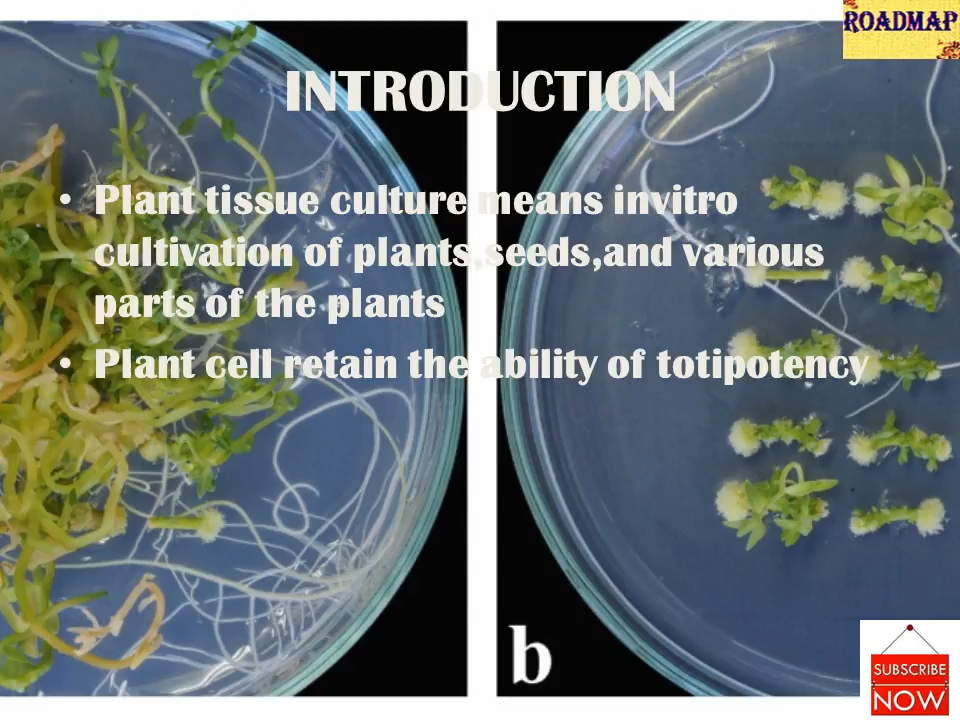 ROADMAP
INTRODUCTION
• Plant tissue culture means invitro
cultivation of plants,seeds,and various
parts of the plants
• Plant cell retain the ability of totipotency
b
SUBSCRIBE
NOW